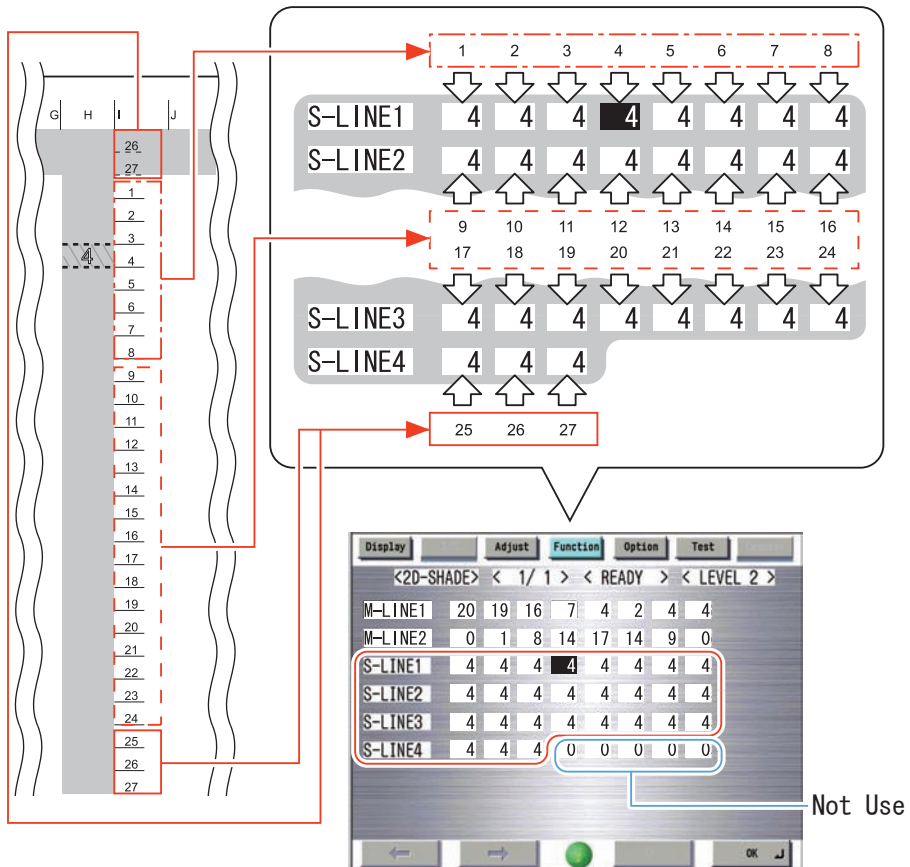 G H I J
26
27
1
2
3
4
4
5
6
7
8
9
10
11
12
13
14
15
16
17
18
19
20
21
22
23
24
25
26
27
1 2 3 4 5 6 7 8
S-LINE1 4 4 4 4 4 4 4 4
S-LINE2 4 4 4 4 4 4 4 4
9 10 11 12 13 14 15 16
17 18 19 20 21 22 23 24
S-LINE3 4 4 4 4 4 4 4 4
S-LINE4 4 4 4
25 26 27
Display Adjust Function Option Test
<2D-SHADE> < 1/ 1 > < READY > < LEVEL 2 >
M-LINE1 20 19 16 7 4 2 4 4
M-LINE2 0 1 8 14 17 14 9 0
S-LINE1 4 4 4 4 4 4 4 4
S-LINE2 4 4 4 4 4 4 4 4
S-LINE3 4 4 4 4 4 4 4 4
S-LINE4 4 4 4 0 0 0 0 0
Not Use
OK